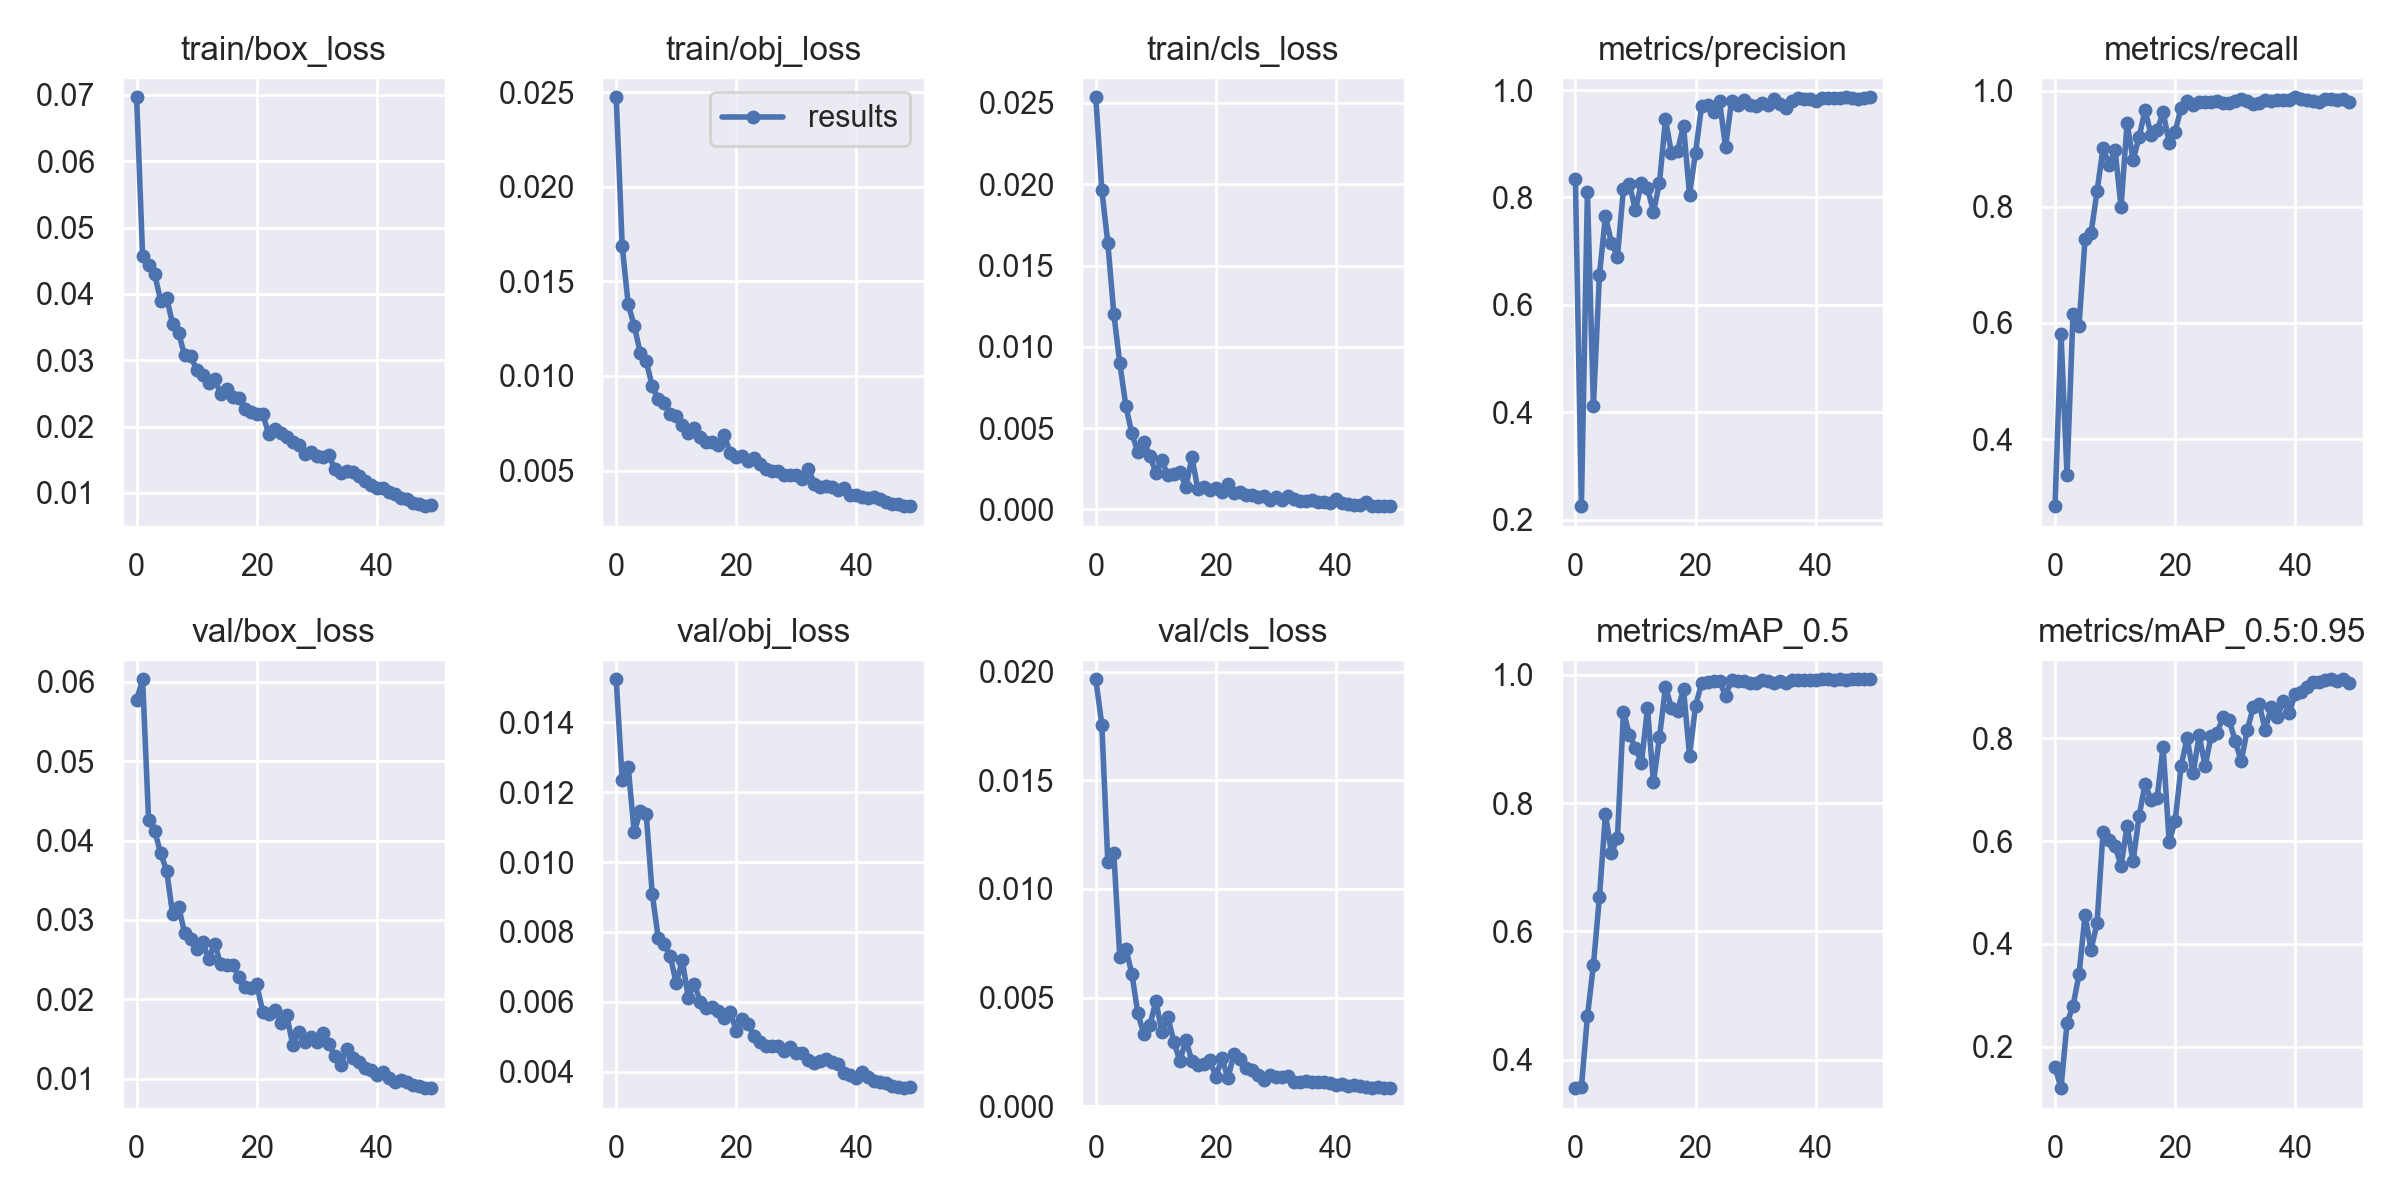 train/box_loss
0.07
0.06
0.05
0.04
0.03
0.02
0.01
0 20 40
train/obj_loss
results
0.025
0.020
0.015
0.010
0.005
0 20 40
train/cls_loss
0.025
0.020
0.015
0.010
0.005
0.000
0 20 40
metrics/precision
1.0
0.8
0.6
0.4
0.2
0 20 40
metrics/recall
1.0
0.8
0.6
0.4
0 20 40
val/box_loss
0.06
0.05
0.04
0.03
0.02
0.01
0 20 40
val/obj_loss
0.014
0.012
0.010
0.008
0.006
0.004
0 20 40
val/cls_loss
0.020
0.015
0.010
0.005
0.000
0 20 40
metrics/mAP_0.5
1.0
0.8
0.6
0.4
0 20 40
metrics/mAP_0.5:0.95
0.8
0.6
0.4
0.2
0 20 40